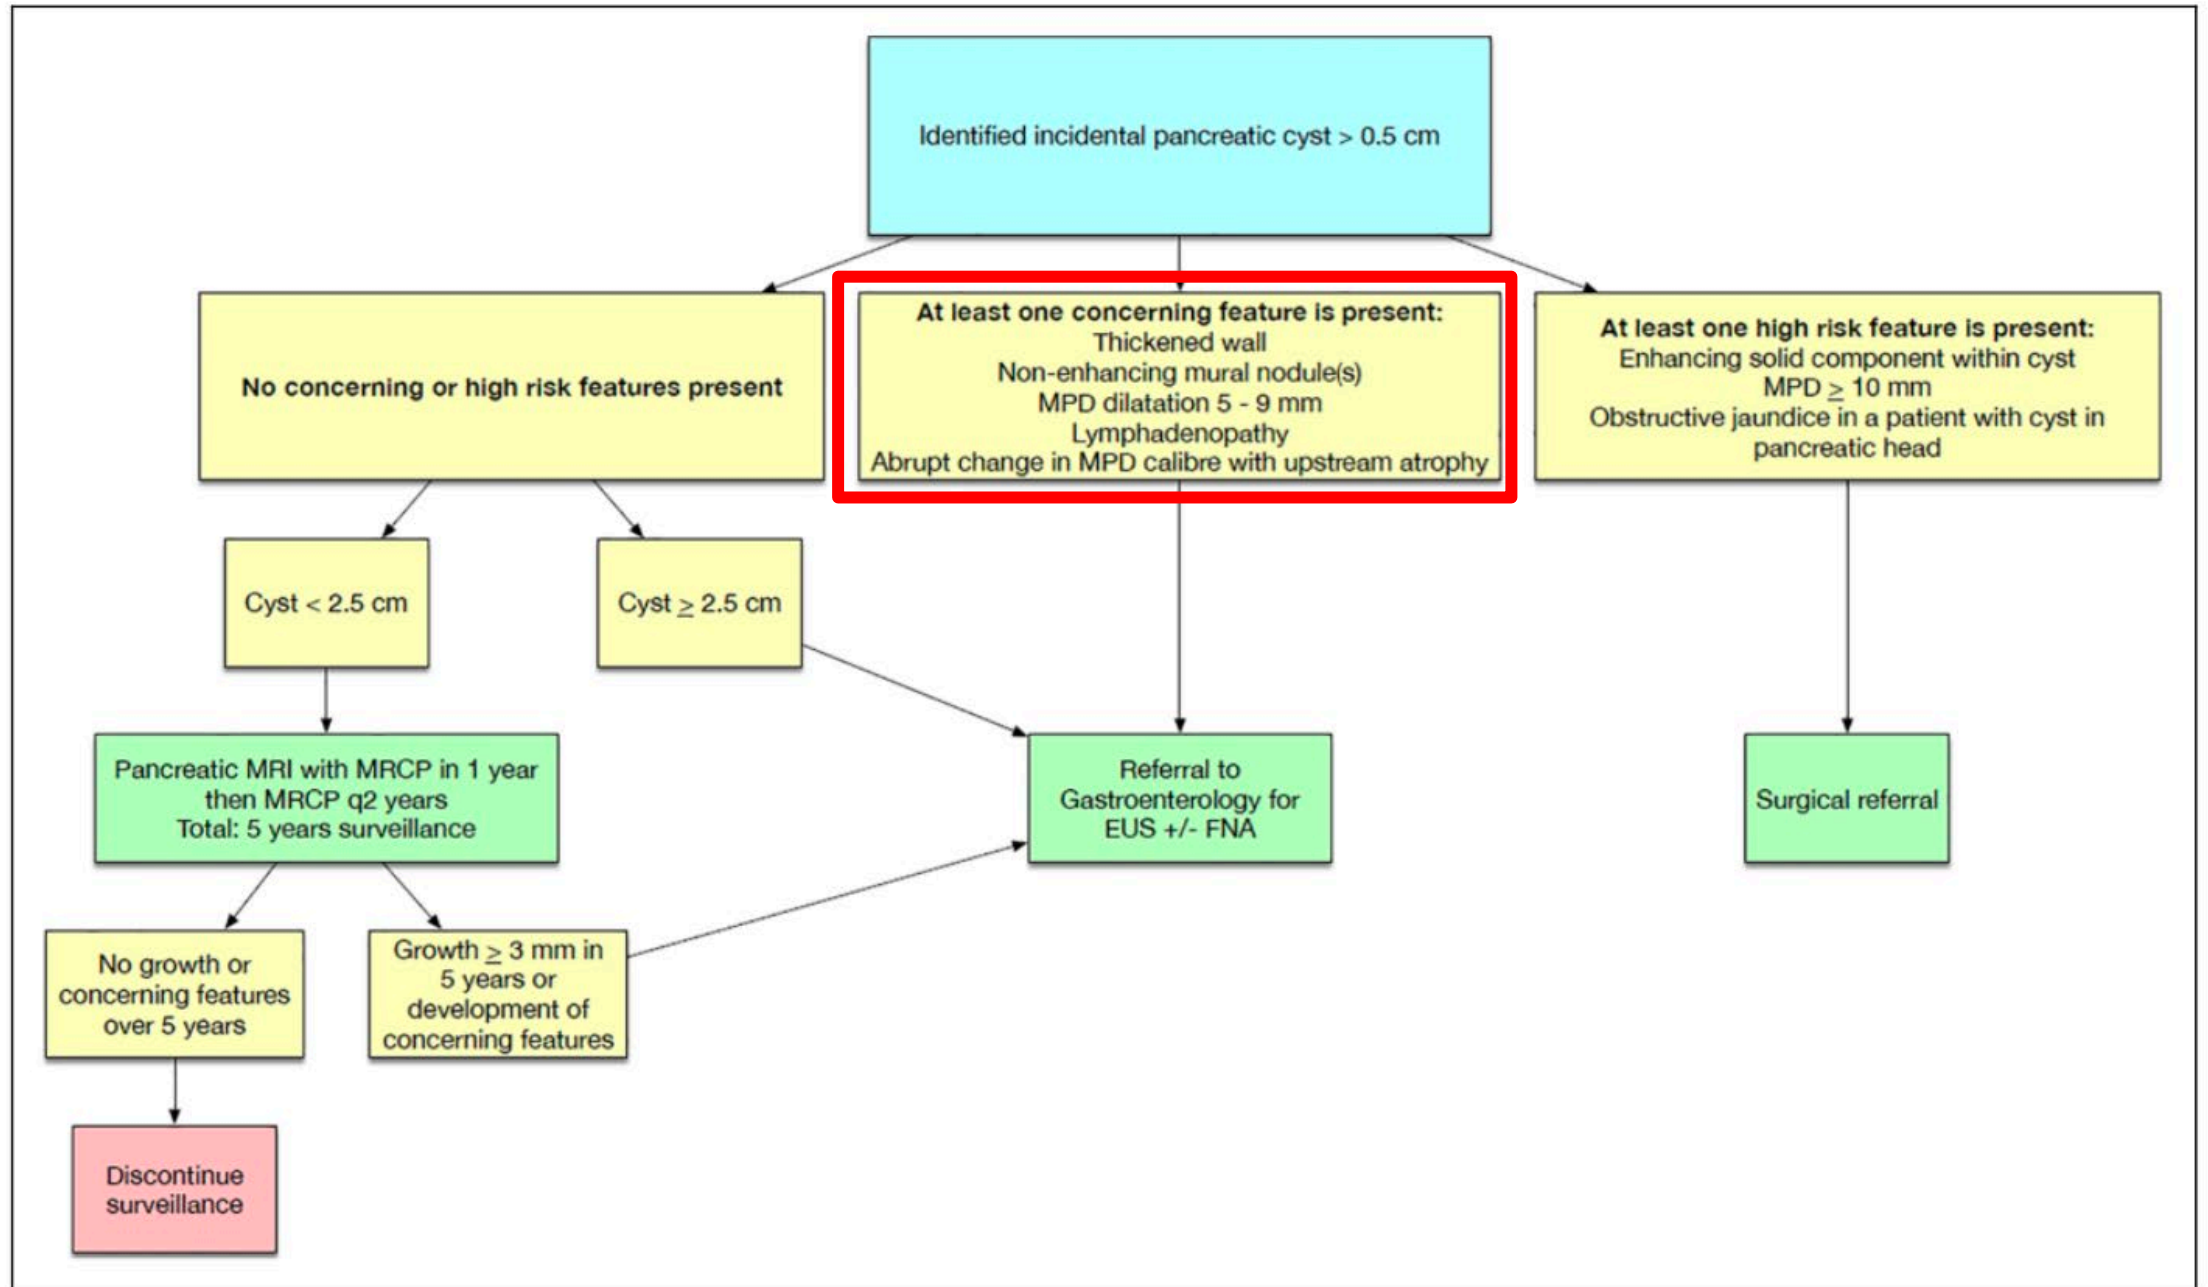 Identified incidental pancreatic cyst > 0.5 cm
No concerning or high risk features present
At least one concerning feature is present:
Thickened wall
Non-enhancing mural nodule(s)
MPD dilatation 5 - 9 mm
Lymphadenopathy
Abrupt change in MPD calibre with upstream atrophy
At least one high risk feature is present:
Enhancing solid component within cyst
MPD ≥ 10 mm
Obstructive jaundice in a patient with cyst in
pancreatic head
Cyst < 2.5 cm
Cyst ≥ 2.5 cm
Pancreatic MRI with MRCP in 1 year
then MRCP q2 years
Total: 5 years surveillance
Referral to
Gastroenterology for
EUS +/- FNA
Surgical referral
No growth or
concerning features
over 5 years
Growth ≥ 3 mm in
5 years or
development of
concerning features
Discontinue
surveillance